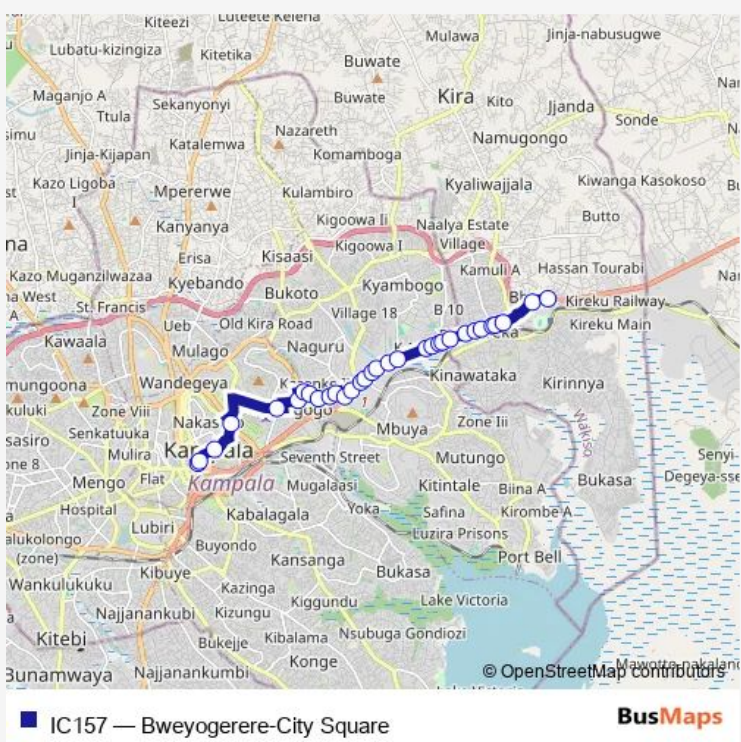 Kiteezi
Luteete Kelena
Lubatu-kizingiza
Kitetika
Mulawa
Jinja-nabusugwe
Buwate
Maganjo A
Sekanyonyi
Buwate
Kira
Kito
Jjanda
Ttula
Sonde
Katalemwa
Nazareth
Namugongo
Jinja-Kijapan
Komamboga
Kazo Ligoba
I
Mpererwe
Kulambiro
Kyaliwajjala
Kiwanga Kasokoso
Kanyanya
Kigoowa Ii
Naalya Estate
Village
Butto
Erisa
Kisaasi
Kigoowa I
Kazo Muganzilwazaa
Kyebando
Kyambogo
Kamuli A
Hassan Tourabi
St. Francis
Bukoto
Village 18
B 10
Kireku Railway
Kawaala
Ueb
Old Kira Road
Kireku Main
Mulago
Naguru
Wandegeya
Kinawataka
Kirinnya
Zone Viii
Mbuya
Zone Iii
Wakiso
Senkatuuka
Mulira
Seventh Street
Mutungo
Mengo
Flat
Kampala
Mugalaasi
Kitintale
Biina A
Bukasa
Senyi-
Degeya-sse
Hospital
Kabalagala
Yoka
Safina
Kirombe A
Lubiri
Luzira Prisons
(zone)
Buyondo
Kansanga
Port Bell
Kibuye
Bukasa
Wankulukuku
Kazinga
Kiggundu
Lake Victoria
Najjanankubi
Kizungu
Kitebi
Bukejje
Kibalama
Nsubuga Gondiozi
Konge
Bunamwaya
Najjanankumbi
© OpenStreetMap contributors
IC157 — Bweyogerere-City Square
BusMaps